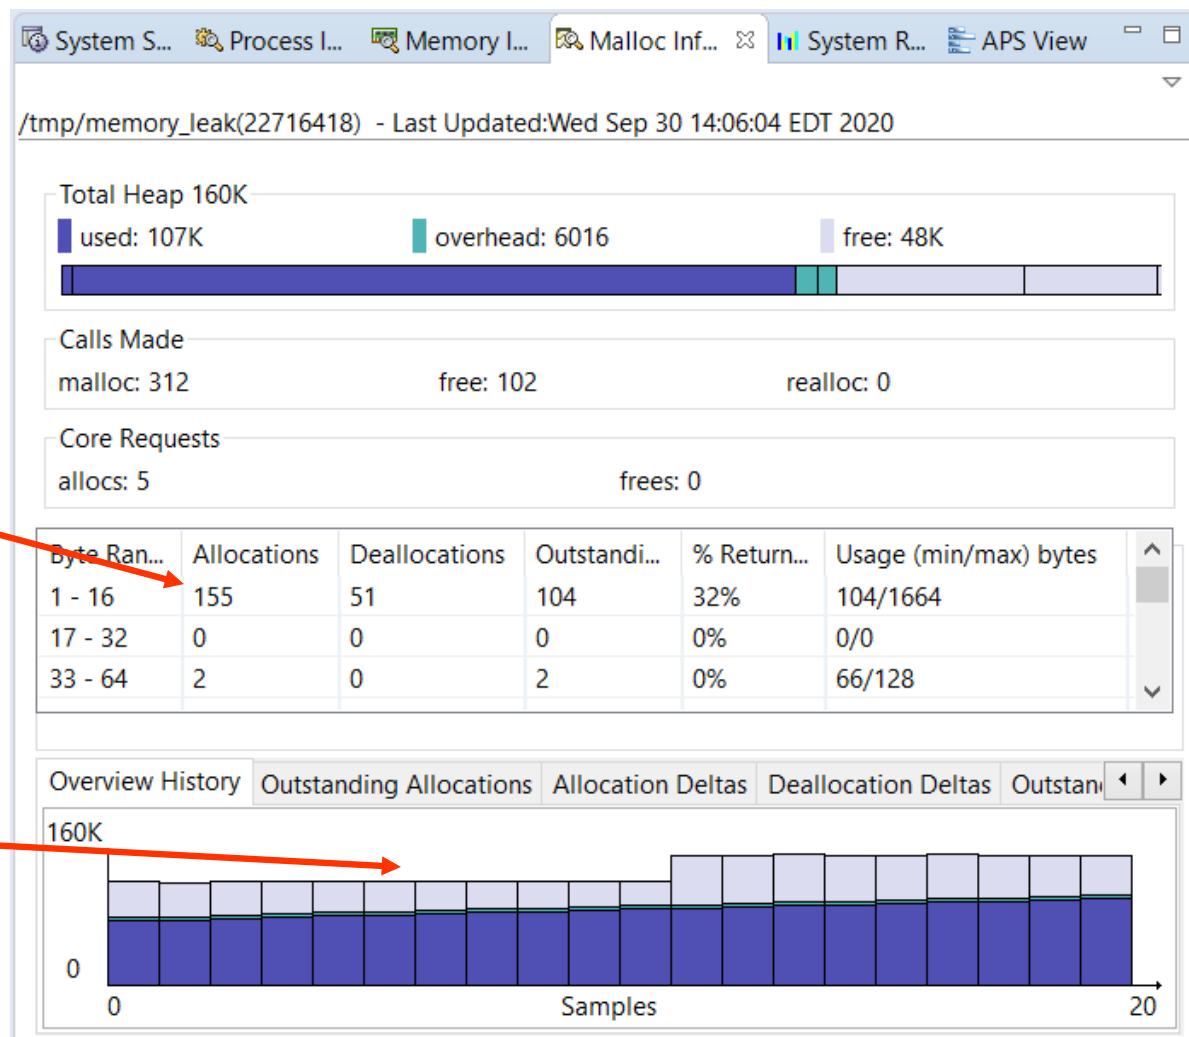 System S... Process I... Memory I... Malloc Inf... System R... APS View
/tmp/memory_leak(22716418) - Last Updated:Wed Sep 30 14:06:04 EDT 2020
Total Heap 160K
used: 107K overhead: 6016 free: 48K
Calls Made
malloc: 312 free: 102 realloc: 0
Core Requests
allocs: 5 frees: 0
Byte Ran... Allocations Deallocations Outstandi... % Return... Usage (min/max) bytes
1 - 16 155 51 104 32% 104/1664
17 - 32 0 0 0 0% 0/0
33 - 64 2 0 2 0% 66/128
Overview History Outstanding Allocations Allocation Deltas Deallocation Deltas Outstan
160K
0
0 Samples 20